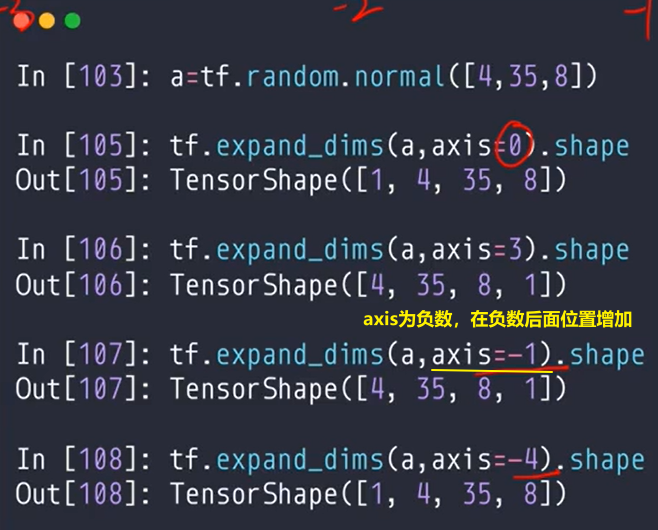 -3 -2 -1
In [103]: a=tf.random.normal([4,35,8])
In [105]: tf.expand_dims(a,axis=0).shape
Out[105]: TensorShape([1, 4, 35, 8])
In [106]: tf.expand_dims(a,axis=3).shape
Out[106]: TensorShape([4, 35, 8, 1])
axis为负数，在负数后面位置增加
In [107]: tf.expand_dims(a,axis=-1).shape
Out[107]: TensorShape([4, 35, 8, 1])
In [108]: tf.expand_dims(a,axis=-4).shape
Out[108]: TensorShape([1, 4, 35, 8])